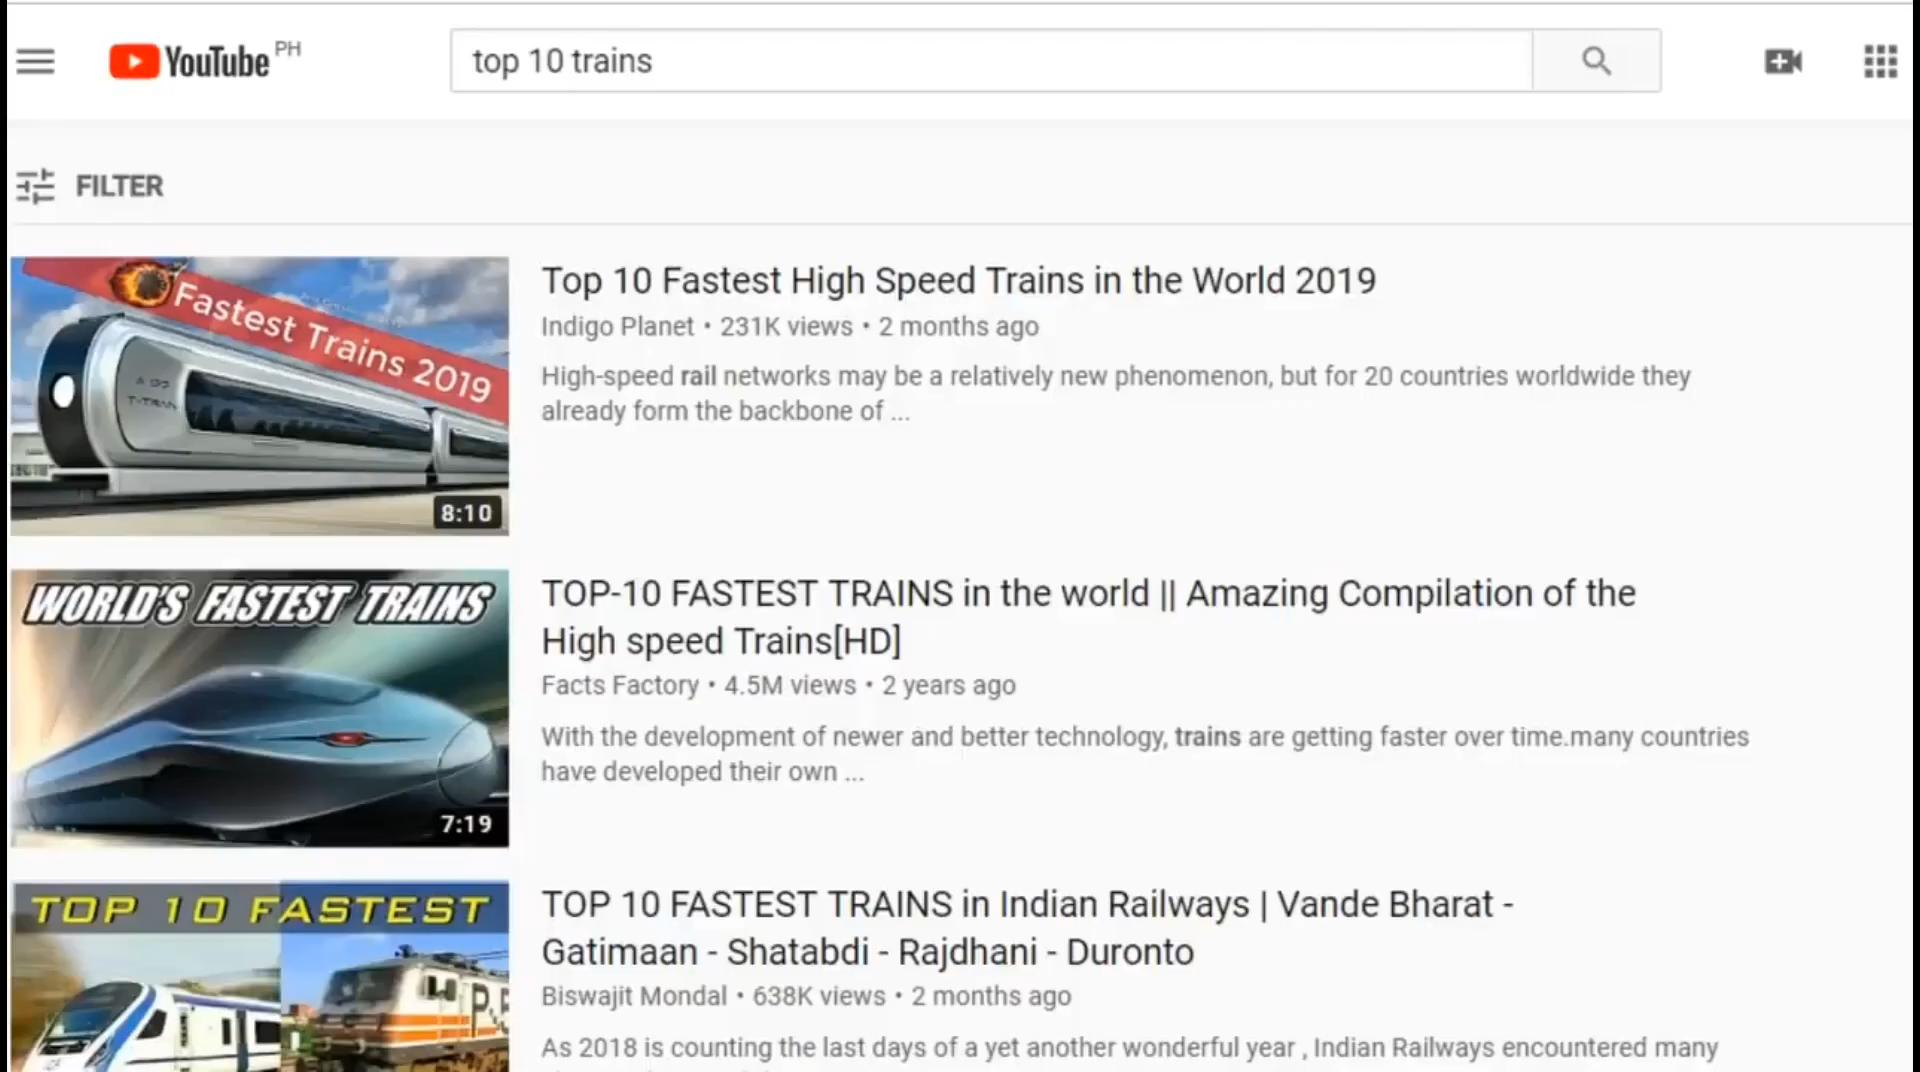 YouTube PH
top 10 trains
FILTER
Fastest Trains 2019
8:10
Top 10 Fastest High Speed Trains in the World 2019
Indigo Planet • 231K views • 2 months ago
High-speed rail networks may be a relatively new phenomenon, but for 20 countries worldwide they
already form the backbone of ...
WORLD'S FASTEST TRAINS
7:19
TOP-10 FASTEST TRAINS in the world || Amazing Compilation of the
High speed Trains[HD]
Facts Factory • 4.5M views • 2 years ago
With the development of newer and better technology, trains are getting faster over time.many countries
have developed their own ...
TOP 10 FASTEST
TOP 10 FASTEST TRAINS in Indian Railways | Vande Bharat -
Gatimaan - Shatabdi - Rajdhani - Duronto
Biswajit Mondal • 638K views • 2 months ago
As 2018 is counting the last days of a yet another wonderful year , Indian Railways encountered many